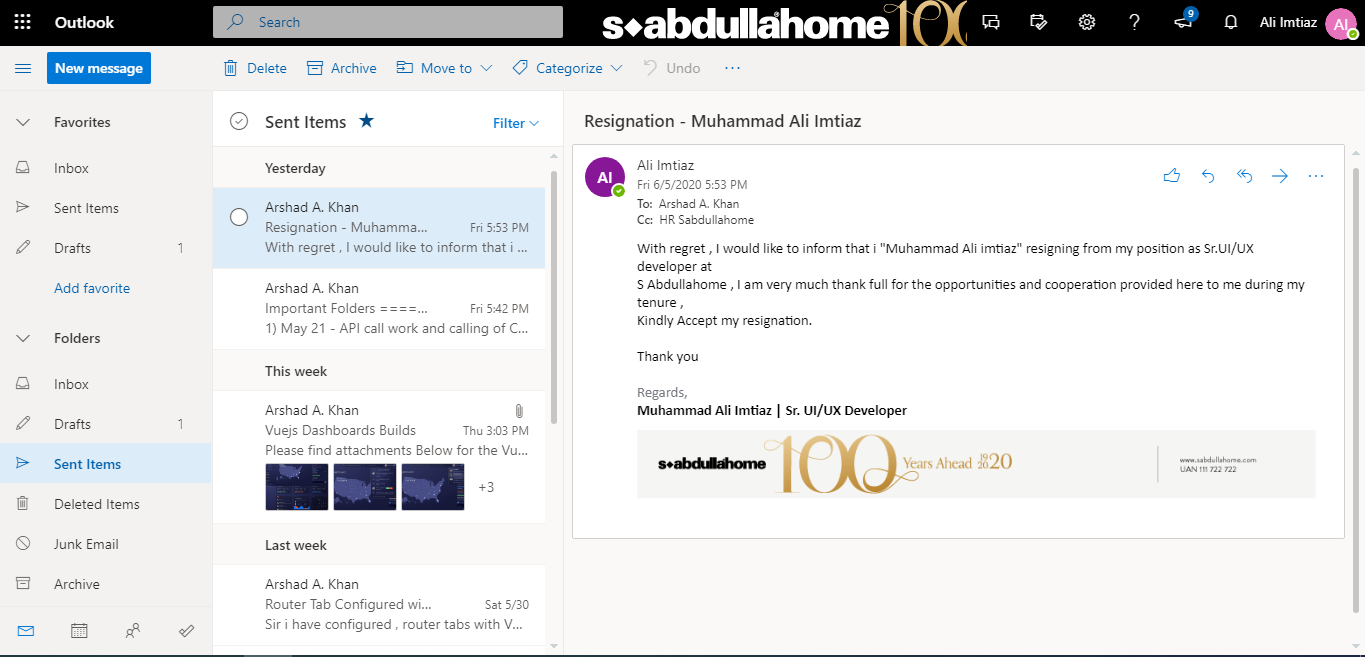 Outlook
Search
s◆abdullahome 100
9
Ali Imtiaz
AI
New message
Delete
Archive
Move to
Categorize
Undo
Favorites
Inbox
Sent Items
Drafts 1
Add favorite
Folders
Inbox
Drafts 1
Sent Items
Deleted Items
Junk Email
Archive
Sent Items
Filter
Yesterday
Arshad A. Khan
Resignation - Muhamma... Fri 5:53 PM
With regret , I would like to inform that i ...
Arshad A. Khan
Important Folders ====... Fri 5:42 PM
1) May 21 - API call work and calling of C...
This week
Arshad A. Khan
Vuejs Dashboards Builds Thu 3:03 PM
Please find attachments Below for the Vu...
+3
Last week
Arshad A. Khan
Router Tab Configured wi... Sat 5/30
Sir i have configured , router tabs with V...
Resignation - Muhammad Ali Imtiaz
AI
Ali Imtiaz
Fri 6/5/2020 5:53 PM
To: Arshad A. Khan
Cc: HR Sabdullahome
With regret , I would like to inform that i "Muhammad Ali imtiaz" resigning from my position as Sr.UI/UX
developer at
S Abdullahome , I am very much thank full for the opportunities and cooperation provided here to me during my
tenure ,
Kindly Accept my resignation.
Thank you
Regards,
Muhammad Ali Imtiaz | Sr. UI/UX Developer
s◆abdullahome 100 Years Ahead 1920 2020
www.sabdullahome.com
UAN 111 722 722